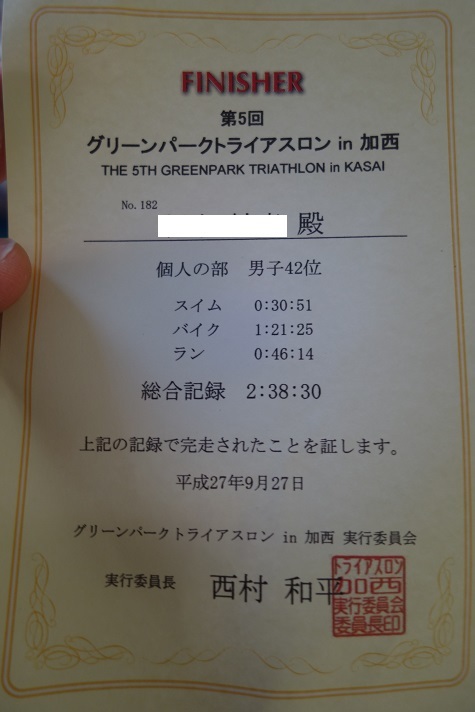 FINISHER
第5回
グリーンパークトライアスロン in 加西
THE 5TH GREENPARK TRIATHLON in KASAI
No. 182
殿
個人の部 男子42位
スイム 0:30:51
バイク 1:21:25
ラン 0:46:14
総合記録 2:38:30
上記の記録で完走されたことを証します。
平成27年9月27日
グリーンパークトライアスロン in 加西 実行委員会
実行委員長 西村 和平
トライアスロン
加西
実行委員会
委員長印